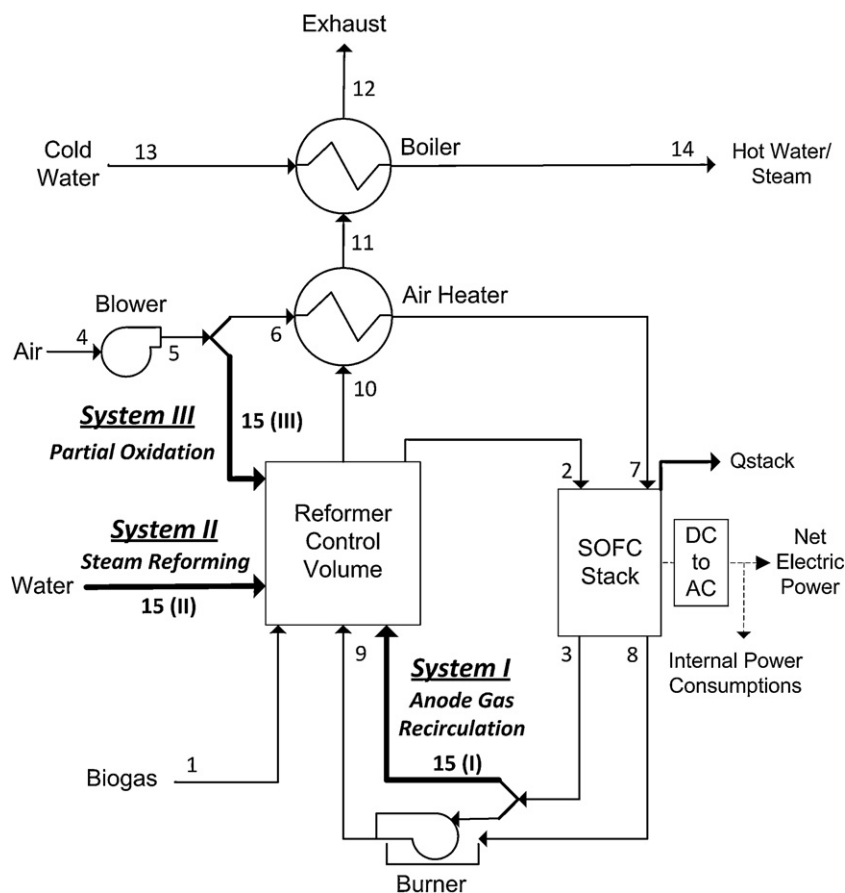 Exhaust
12
Cold
Water
13
Boiler
14
Hot Water/
Steam
11
Blower
Air Heater
Air
4
5
6
10
System III
Partial Oxidation
15 (III)
2
7
Qstack
Reformer
Control
Volume
SOFC
Stack
DC
to
AC
Net
Electric
Power
System II
Steam Reforming
Water
15 (II)
9
3
8
Internal Power
Consumptions
System I
Anode Gas
Recirculation
15 (I)
Biogas
1
Burner